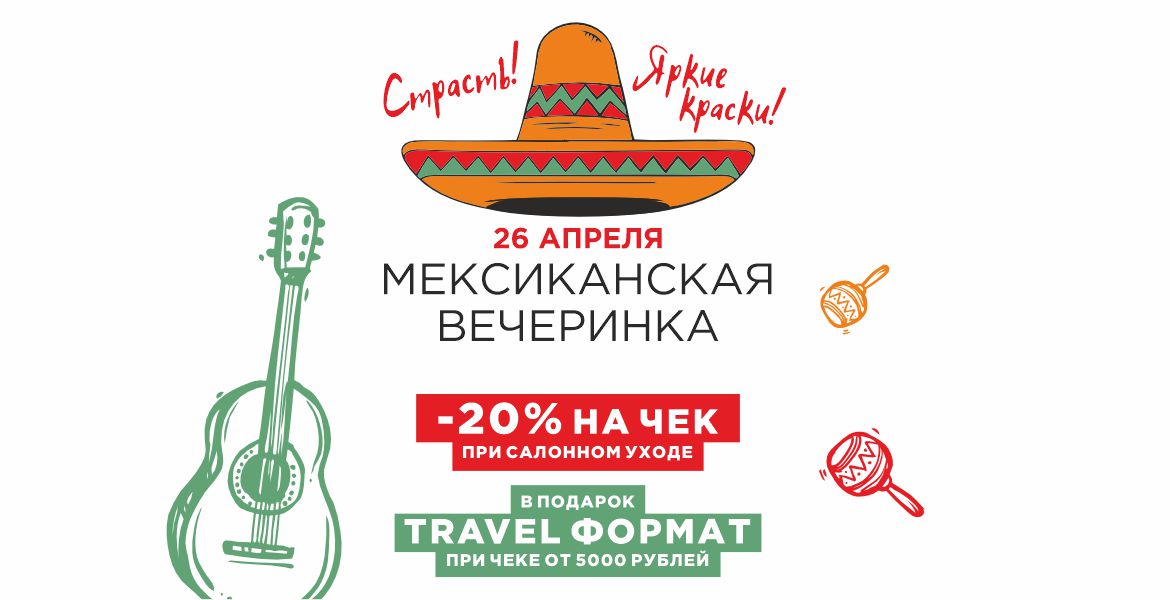 Страсть!
Яркие
краски!
26 АПРЕЛЯ
МЕКСИКАНСКАЯ
ВЕЧЕРИНКА
-20% НА ЧЕК
ПРИ САЛОННОМ УХОДЕ
В ПОДАРОК
TRAVEL ФОРМАТ
ПРИ ЧЕКЕ ОТ 5000 РУБЛЕЙ